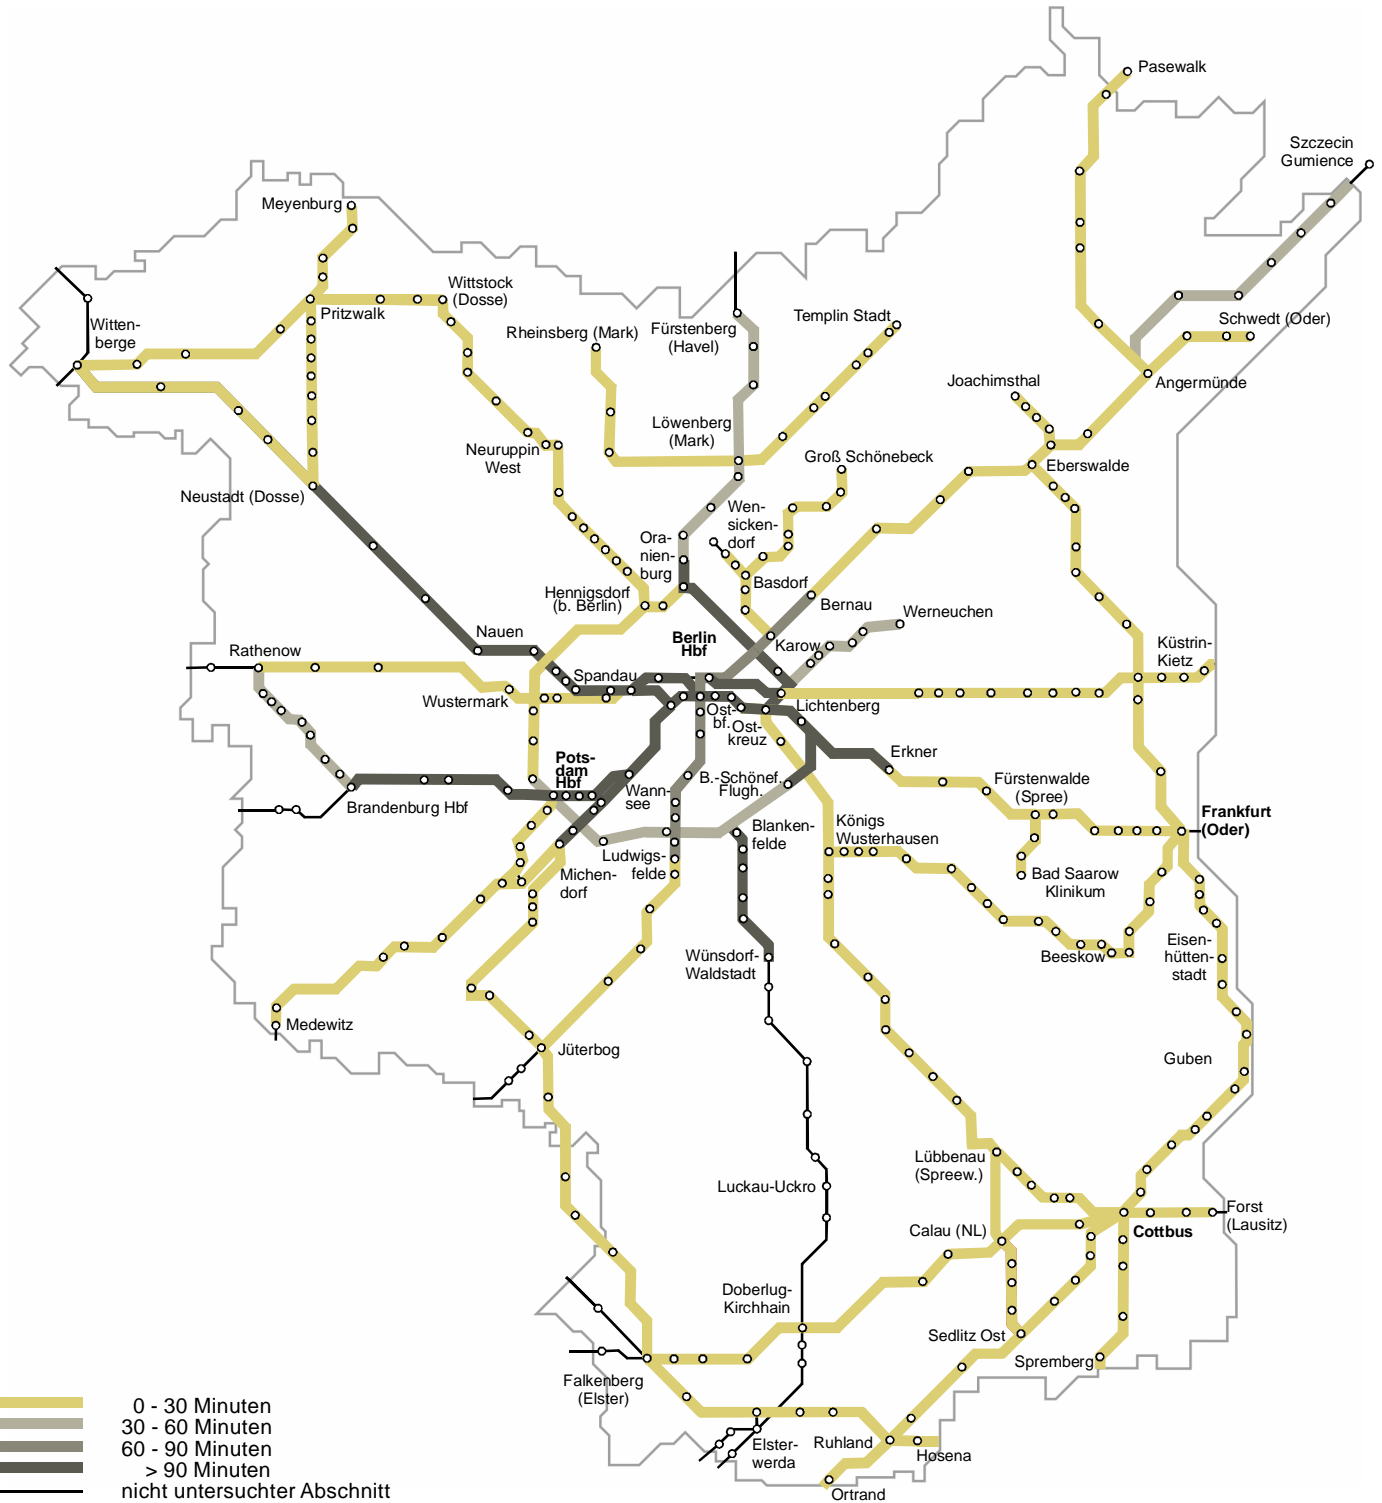 Pasewalk
Szczecin
Gumience
Meyenburg
Wittstock
(Dosse)
Pritzwalk
Witten-
berge
Rheinsberg (Mark)
Fürstenberg
(Havel)
Templin Stadt
Schwedt (Oder)
Joachimsthal
Angermünde
Löwenberg
(Mark)
Neuruppin
West
Groß Schönebeck
Eberswalde
Neustadt (Dosse)
Wen-
sicken-
dorf
Ora-
nien-
burg
Basdorf
Hennigsdorf
(b. Berlin)
Bernau
Werneuchen
Nauen
Berlin
Hbf
Karow
Küstrin-
Kietz
Rathenow
Spandau
Wustermark
Ost-
bf.
Ost-
kreuz
Lichtenberg
Erkner
Pots-
dam
Hbf
Wann-
see
B.-Schönef.
Flugh.
Fürstenwalde
(Spree)
Brandenburg Hbf
Frankfurt
(Oder)
Blanken-
felde
Königs
Wusterhausen
Ludwigs-
felde
Michen-
dorf
Bad Saarow
Klinikum
Wünsdorf-
Waldstadt
Beeskow
Eisen-
hütten-
stadt
Medewitz
Jüterbog
Guben
Lübbenau
(Spreew.)
Luckau-Uckro
Forst
(Lausitz)
Calau (NL)
Cottbus
Doberlug-
Kirchhain
Sedlitz Ost
Spremberg
Falkenberg
(Elster)
Elster-
werda
Ruhland
Hosena
Ortrand
0 - 30 Minuten
30 - 60 Minuten
60 - 90 Minuten
> 90 Minuten
nicht untersuchter Abschnitt